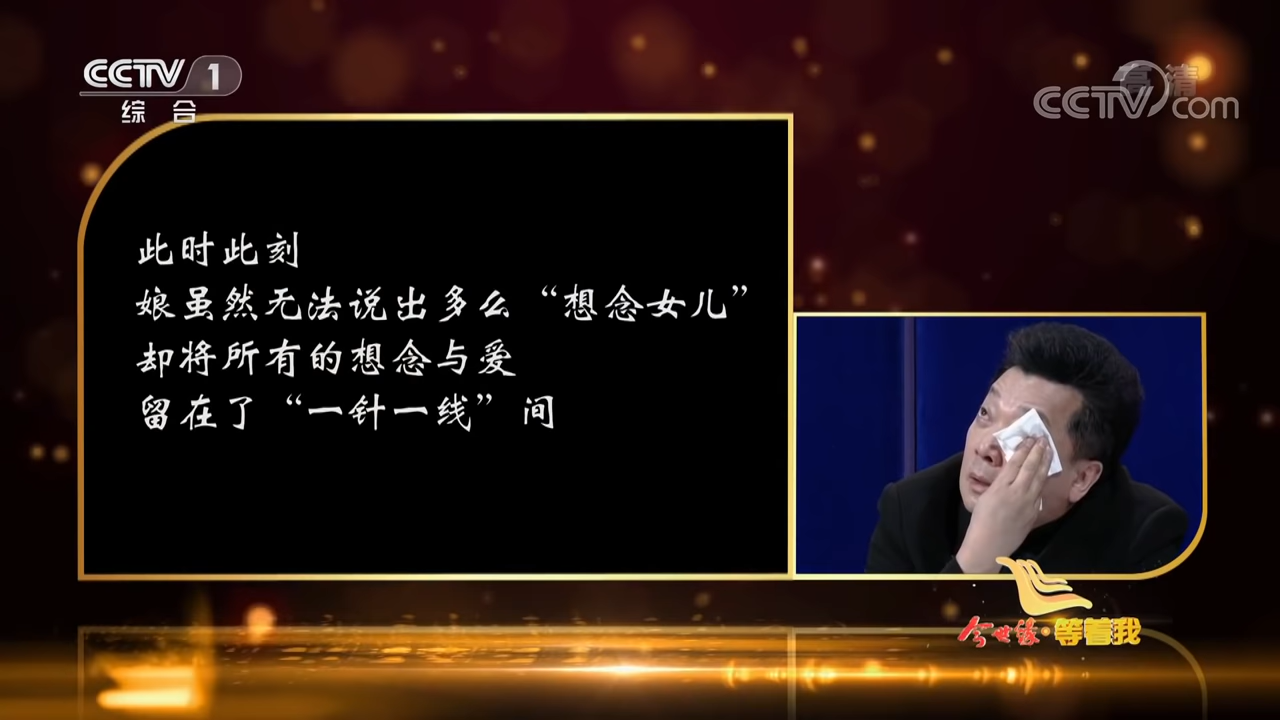 CCTV 1
综合
高清
CCTV.com
此时此刻
娘虽然无法说出多么“想念女儿”
却将所有的想念与爱
留在了“一针一线”间
今世缘·等着我